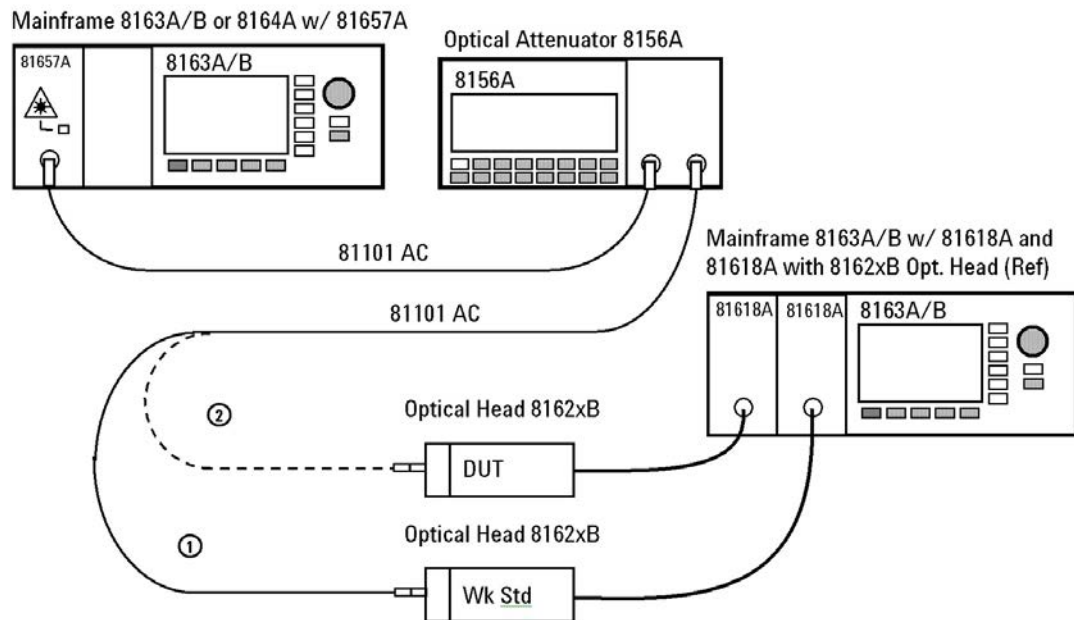 Mainframe 8163A/B or 8164A w/ 81657A
81657A
8163A/B
Optical Attenuator 8156A
8156A
81101 AC
Mainframe 8163A/B w/ 81618A and
81618A with 8162xB Opt. Head (Ref)
81618A
81618A
8163A/B
81101 AC
②
Optical Head 8162xB
DUT
①
Optical Head 8162xB
Wk Std